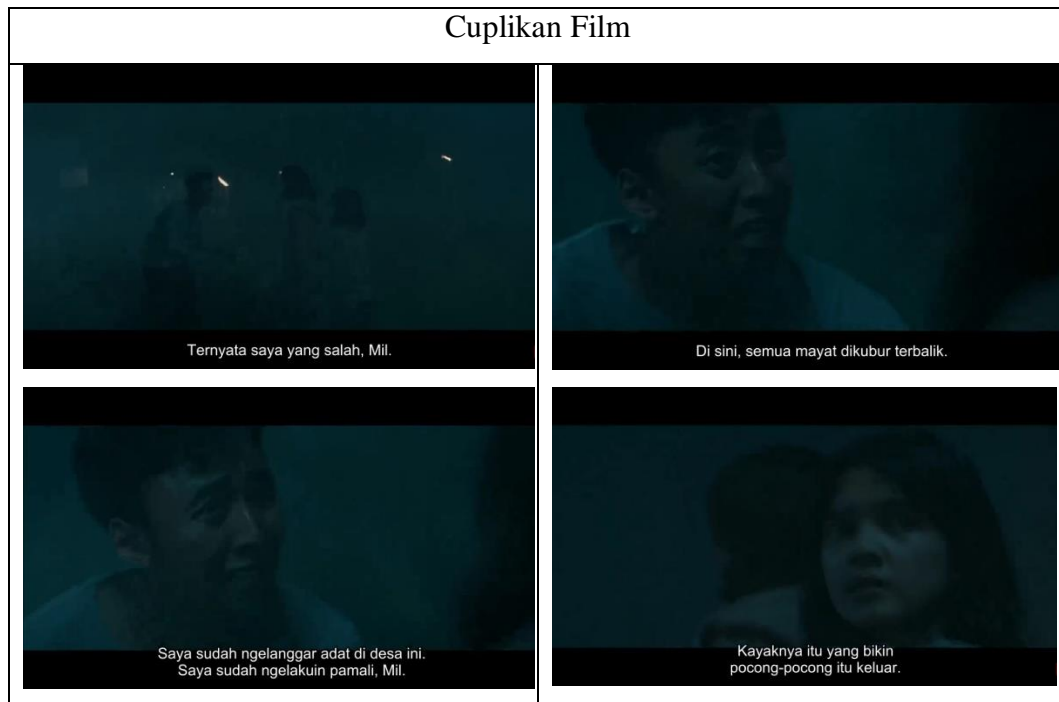 Cuplikan Film
Ternyata saya yang salah, Mil.
Di sini, semua mayat dikubur terbalik.
Saya sudah ngelanggar adat di desa ini.
Saya sudah ngelakuin pamali, Mil.
Kayaknya itu yang bikin
pocong-pocong itu keluar.